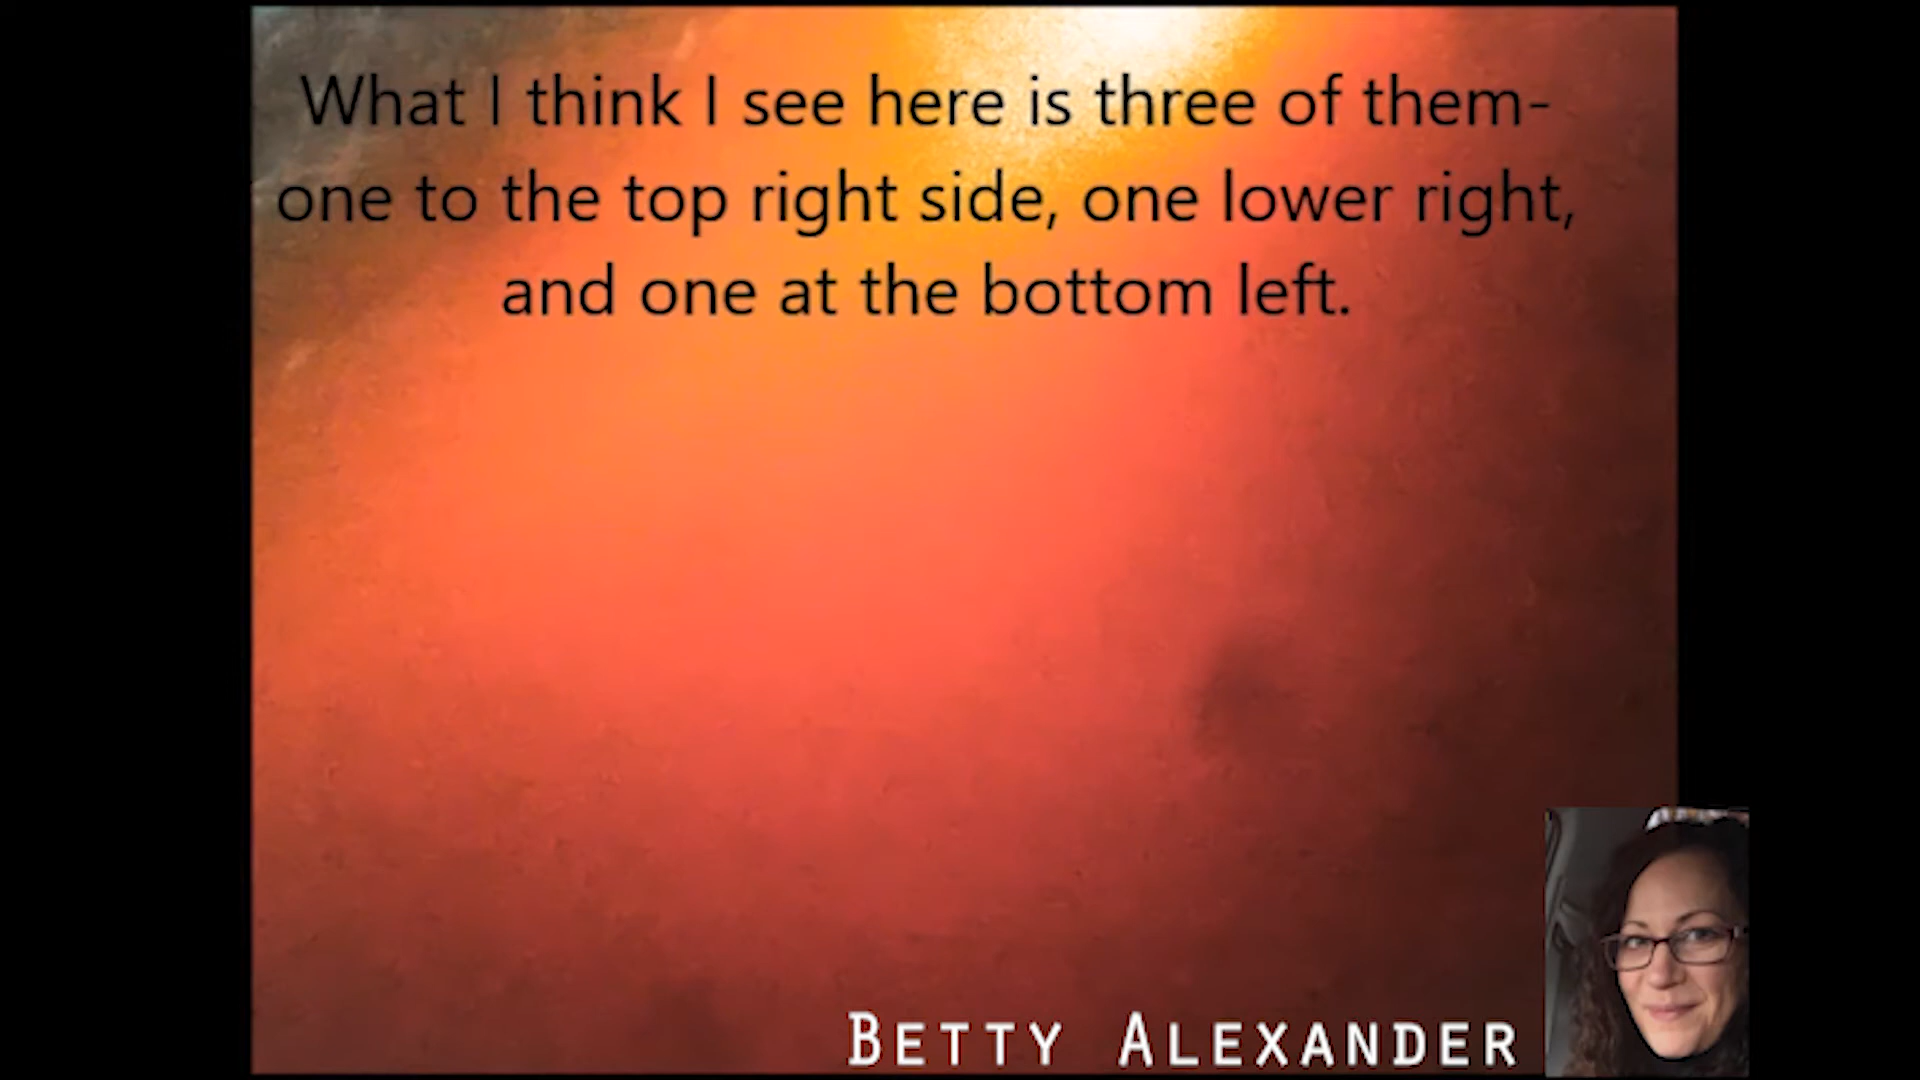 What I think I see here is three of them-
one to the top right side, one lower right,
and one at the bottom left.
BETTY ALEXANDER